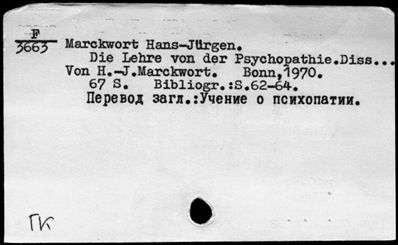 F
3663
Marckwort Hans-Jürgen.
Die Lehre von der Psychopathie.Diss...
Von H.-J.Marckwort. Bonn,1970.
67 S. Bibliogr.:S.62-64.
Перевод загл.:Учение о психопатии.
ГК